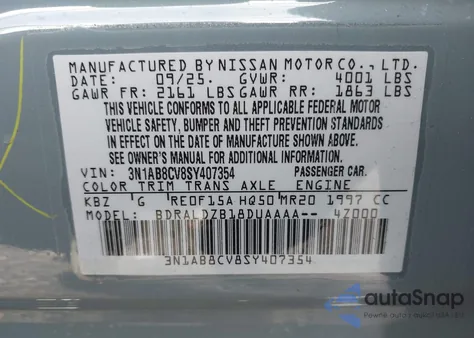 MANUFACTURED BY NISSAN MOTOR CO., LTD.
DATE: 09/25. GVWR: 4001 LBS
GAWR FR: 2161 LBS GAWR RR: 1863 LBS
THIS VEHICLE CONFORMS TO ALL APPLICABLE FEDERAL MOTOR
VEHICLE SAFETY, BUMPER AND THEFT PREVENTION STANDARDS
IN EFFECT ON THE DATE OF MANUFACTURE SHOWN ABOVE.
SEE OWNER'S MANUAL FOR ADDITIONAL INFORMATION.
VIN: 3N1AB8CV8SY407354 PASSENGER CAR.
COLOR TRIM TRANS AXLE ENGINE
KBZ G RE0F15A HQ50 MR20 1997 CC
MODEL: BDRALDZB18DUAAAA-- 4Z000
3N1AB8CV8SY407354
autoSnap